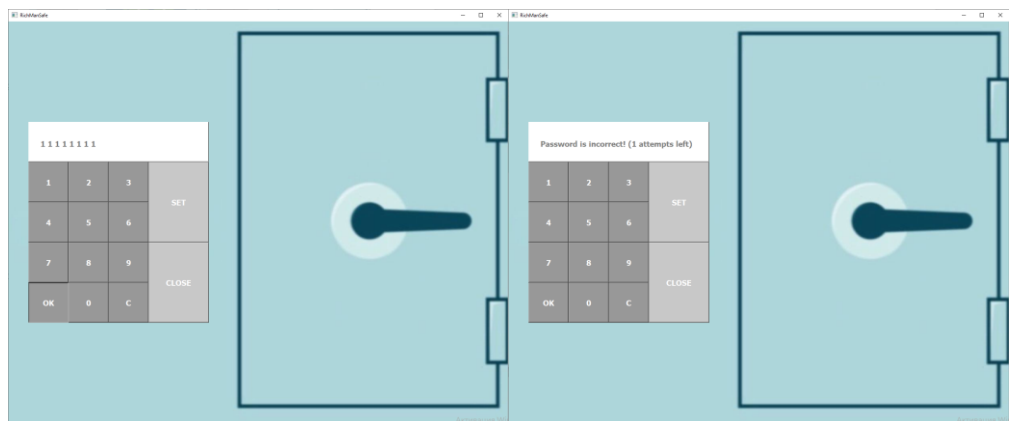 RichManSafe
1 1 1 1 1 1 1 1
1 2 3
SET
4 5 6
7 8 9
CLOSE
OK 0 C
RichManSafe
Password is incorrect! (1 attempts left)
1 2 3
SET
4 5 6
7 8 9
CLOSE
OK 0 C